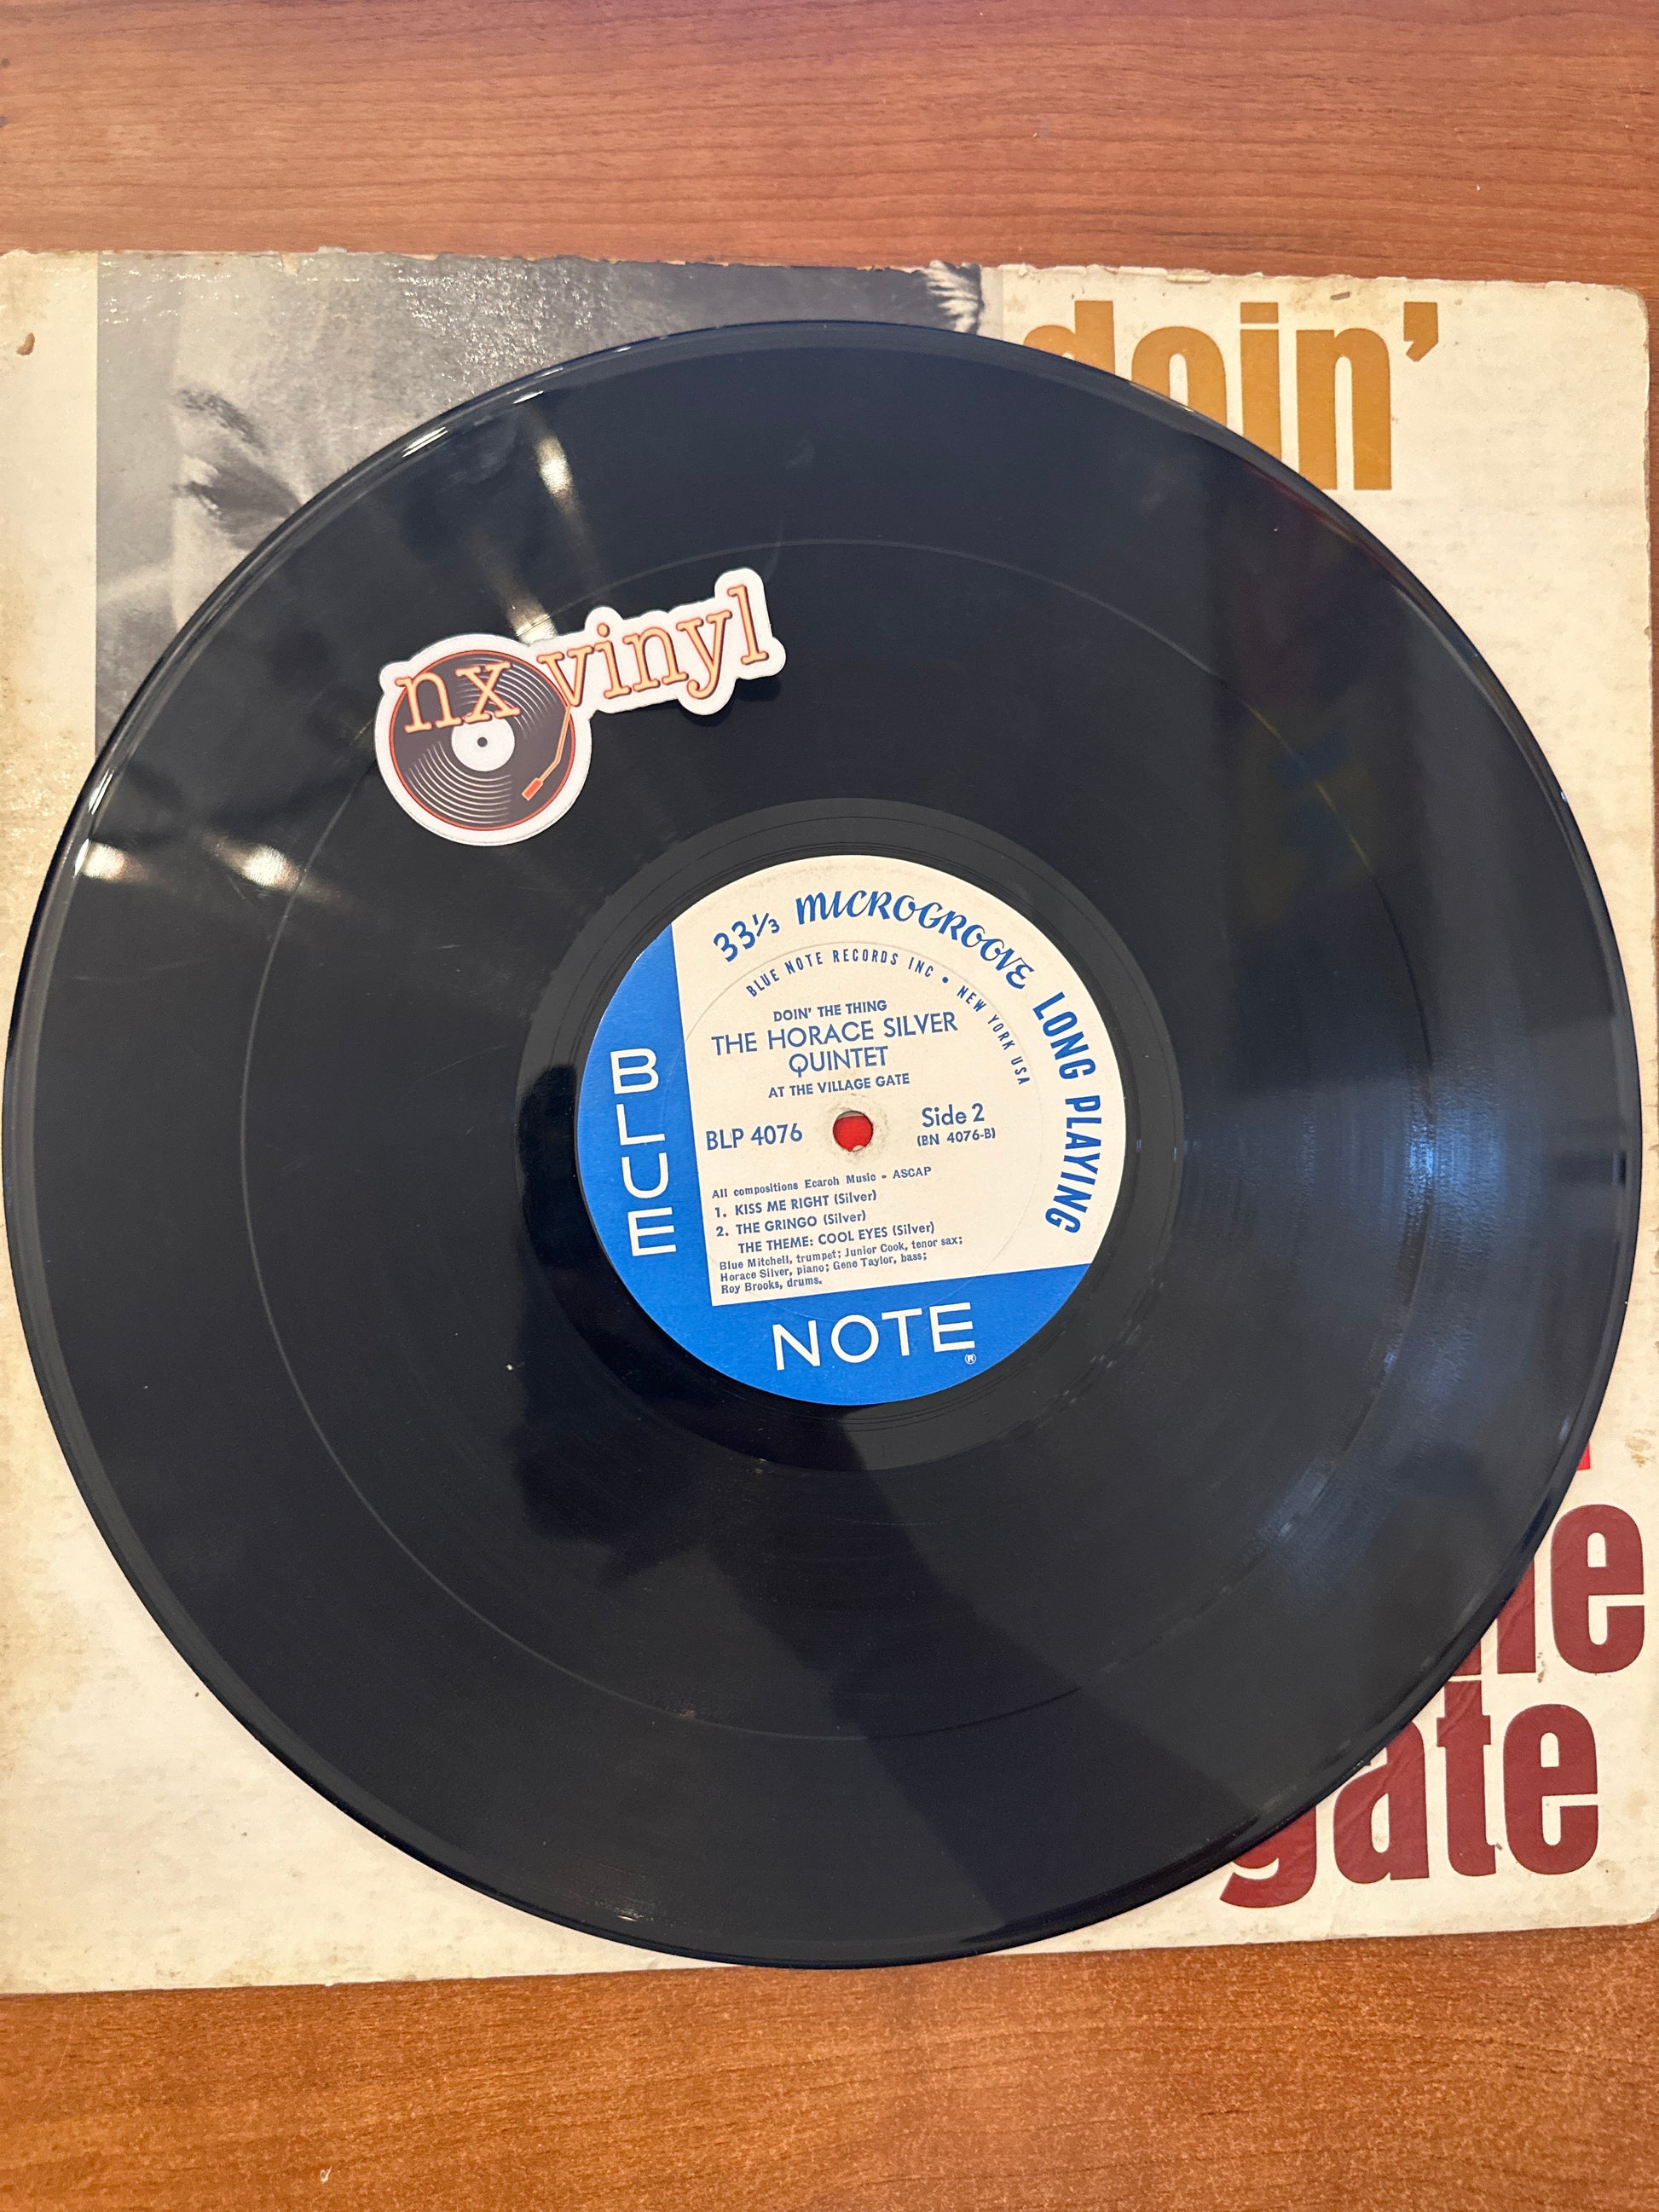 doin'
nx vinyl
33⅓ MICROGROOVE LONG PLAYING
BLUE NOTE RECORDS INC • NEW YORK USA
DOIN' THE THING
THE HORACE SILVER
QUINTET
AT THE VILLAGE GATE
BLP 4076
Side 2
(BN 4076-B)
All compositions Ecaroh Music - ASCAP
1. KISS ME RIGHT (Silver)
2. THE GRINGO (Silver)
THE THEME: COOL EYES (Silver)
Blue Mitchell, trumpet; Junior Cook, tenor sax;
Horace Silver, piano; Gene Taylor, bass;
Roy Brooks, drums.
BLUE
NOTE
®
gate